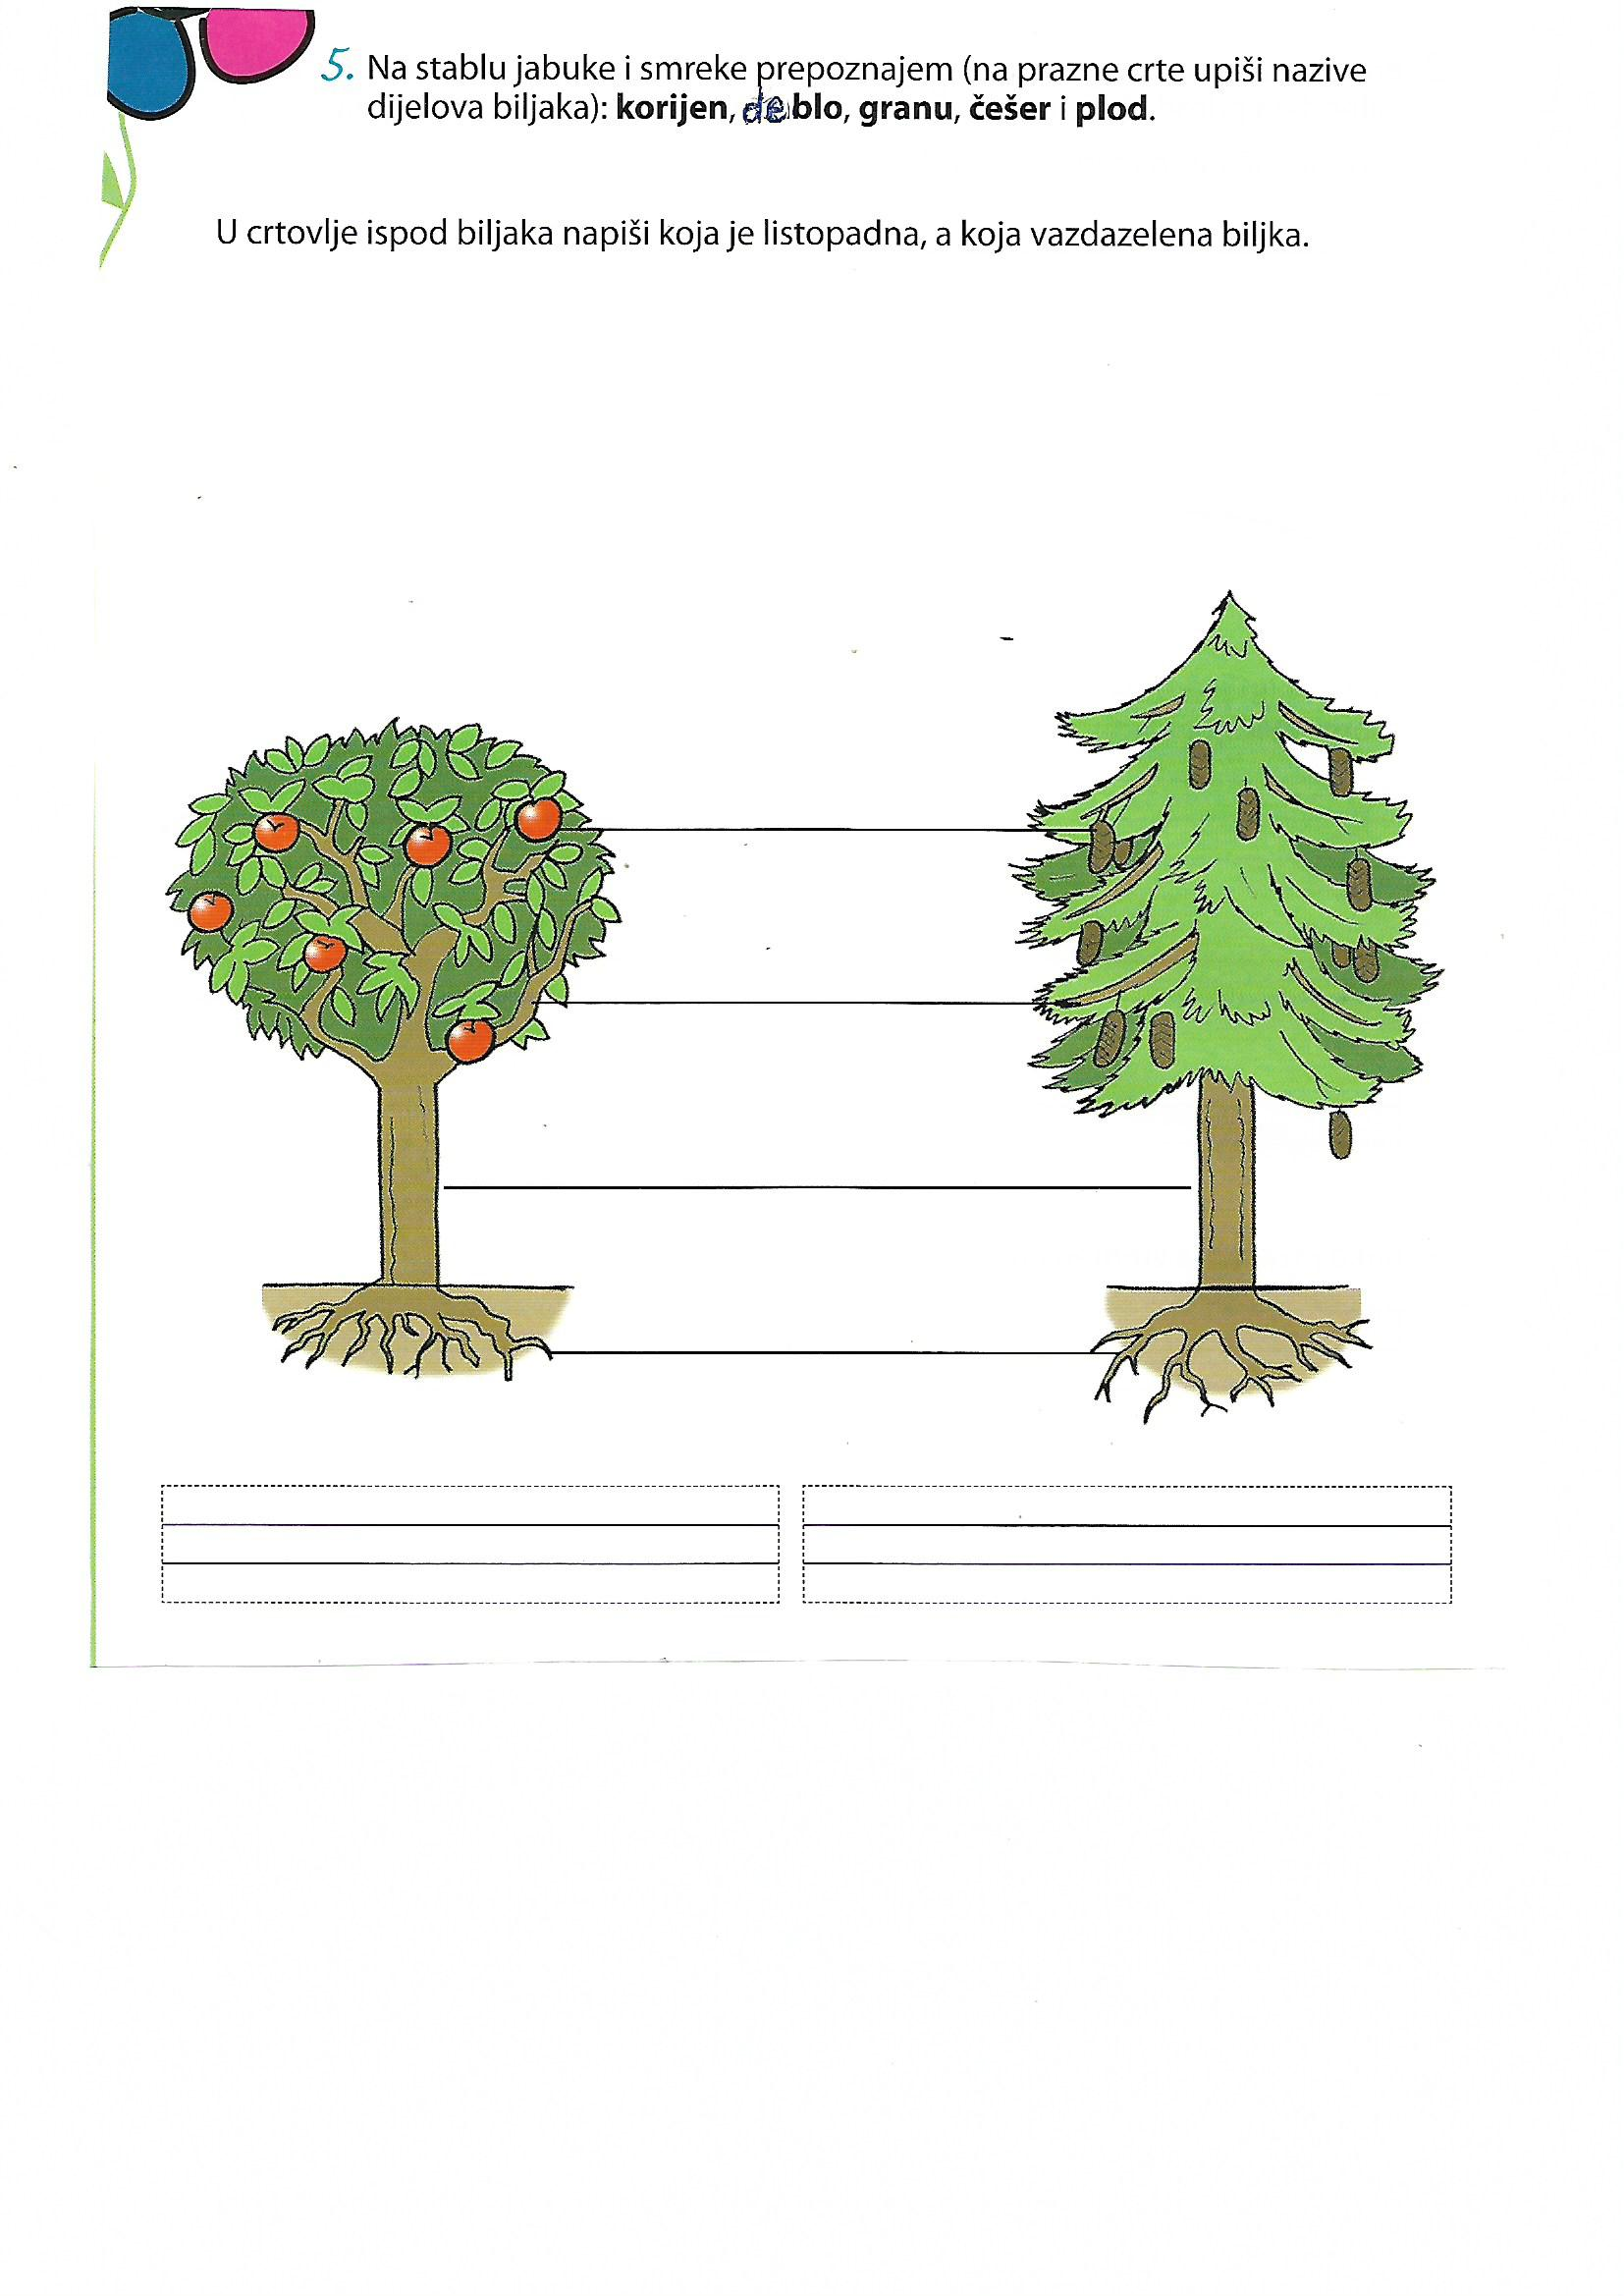 5. Na stablu jabuke i smreke prepoznajem (na prazne crte upiši nazive
dijelova biljaka): korijen, deblo, granu, češer i plod.
U crtovlje ispod biljaka napiši koja je listopadna, a koja vazdazelena biljka.